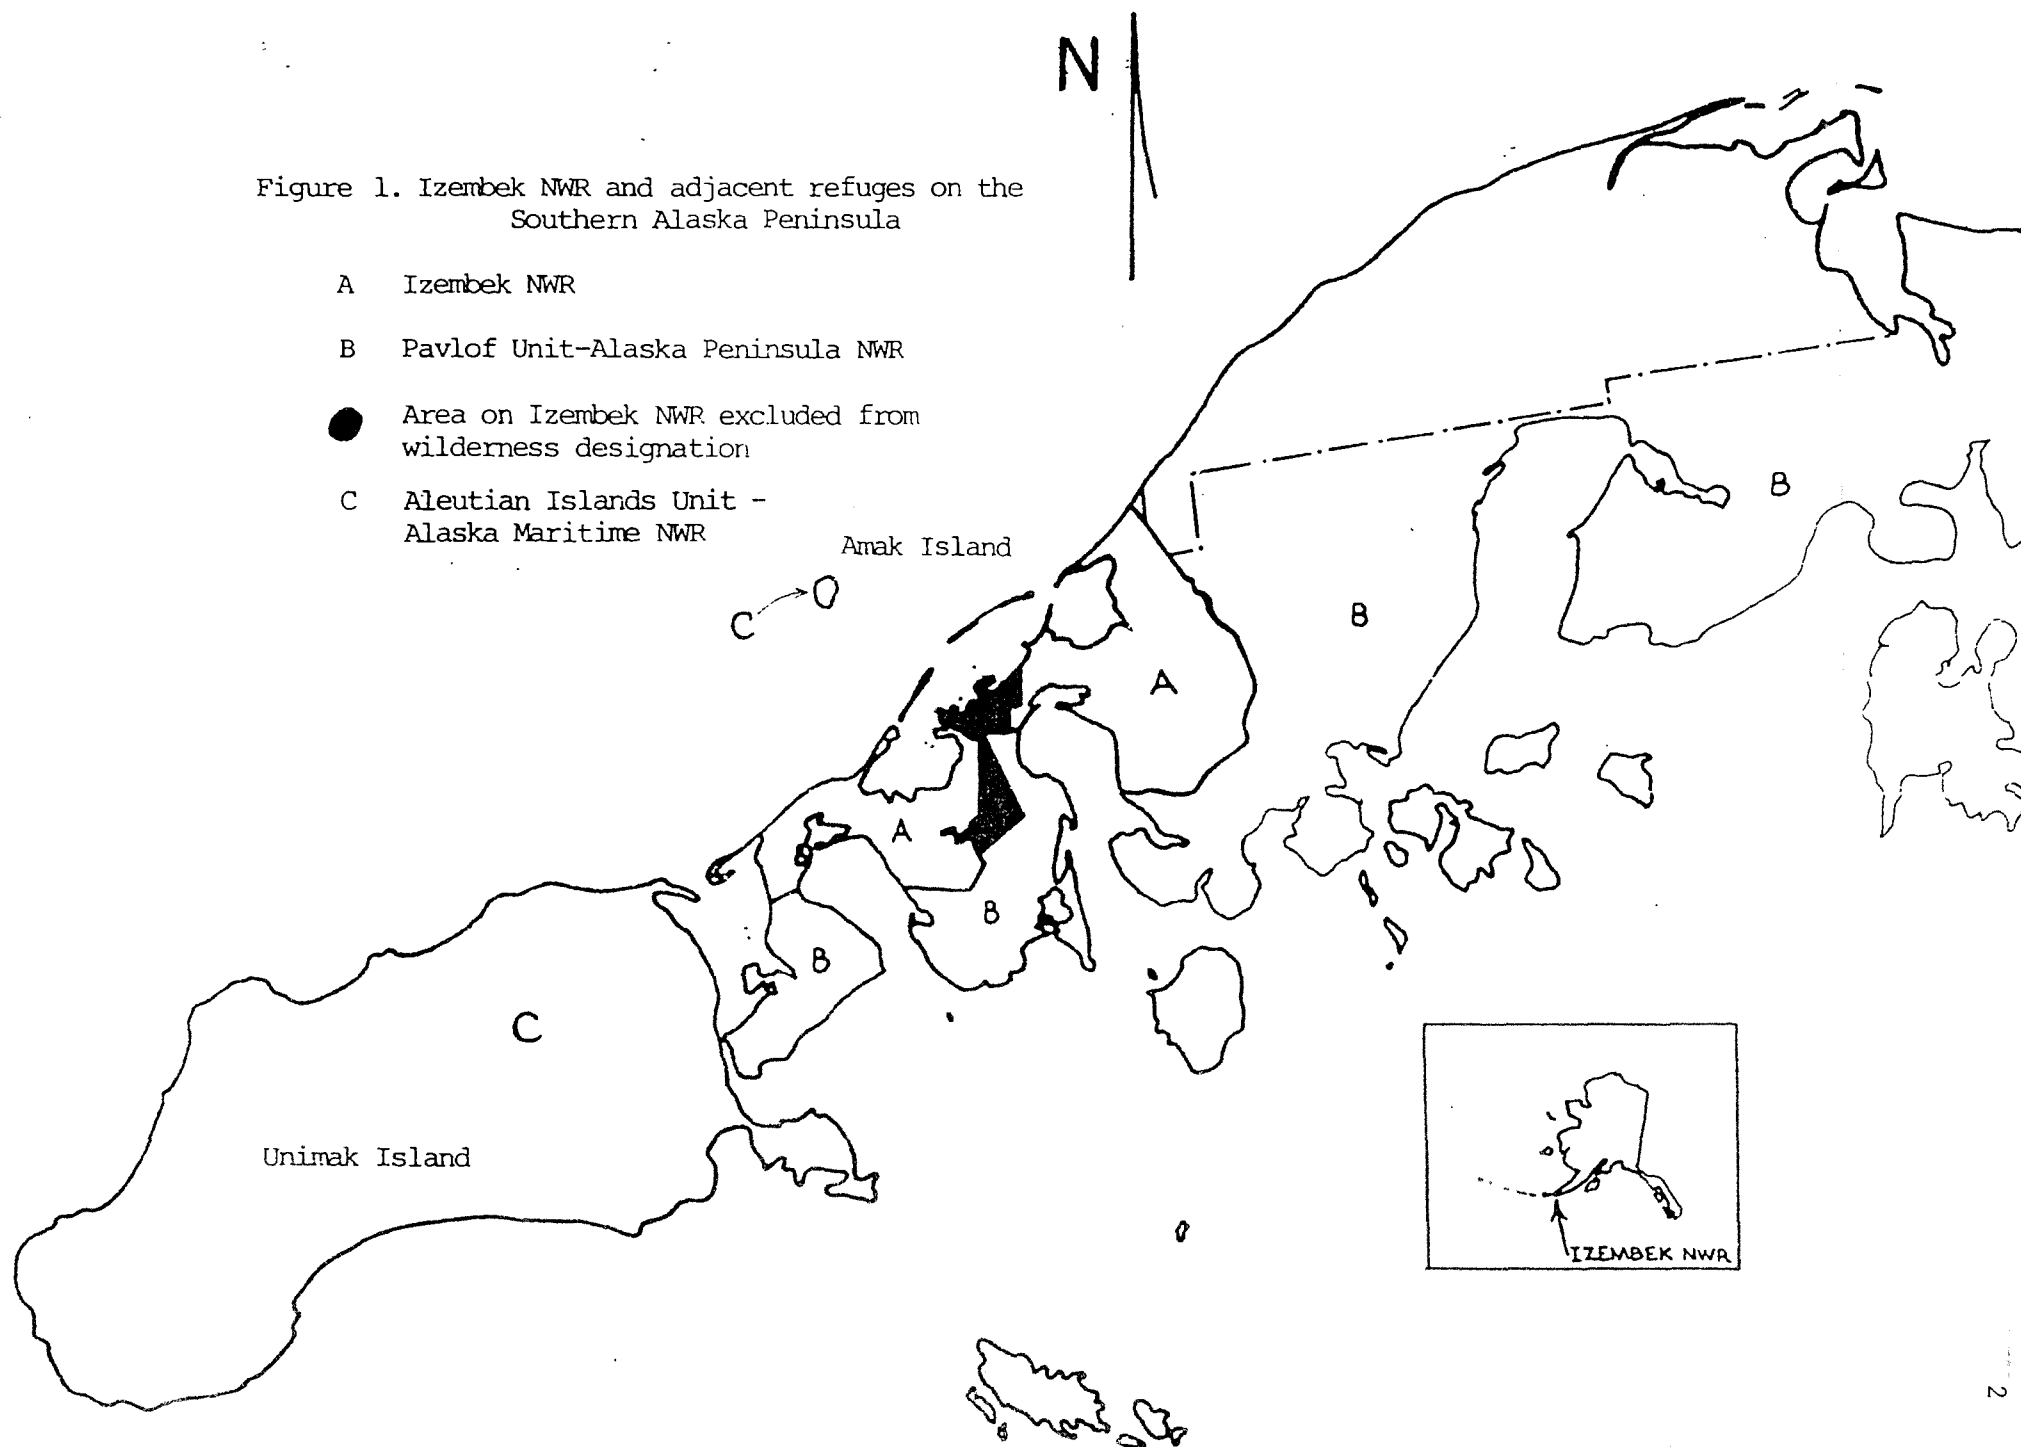 N
Figure 1. Izembek NWR and adjacent refuges on the
Southern Alaska Peninsula
A Izembek NWR
B Pavlof Unit-Alaska Peninsula NWR
Area on Izembek NWR excluded from
wilderness designation
C Aleutian Islands Unit -
Alaska Maritime NWR
Amak Island
C
B
B
A
A
B
B
C
Unimak Island
IZEMBEK NWR
2